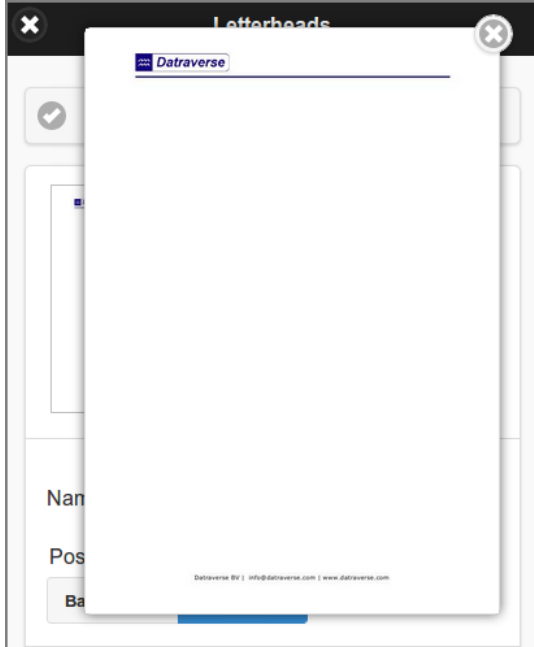 Letterheads
Datraverse
Nam
Pos
Datraverse BV | info@datraverse.com | www.datraverse.com
Ba